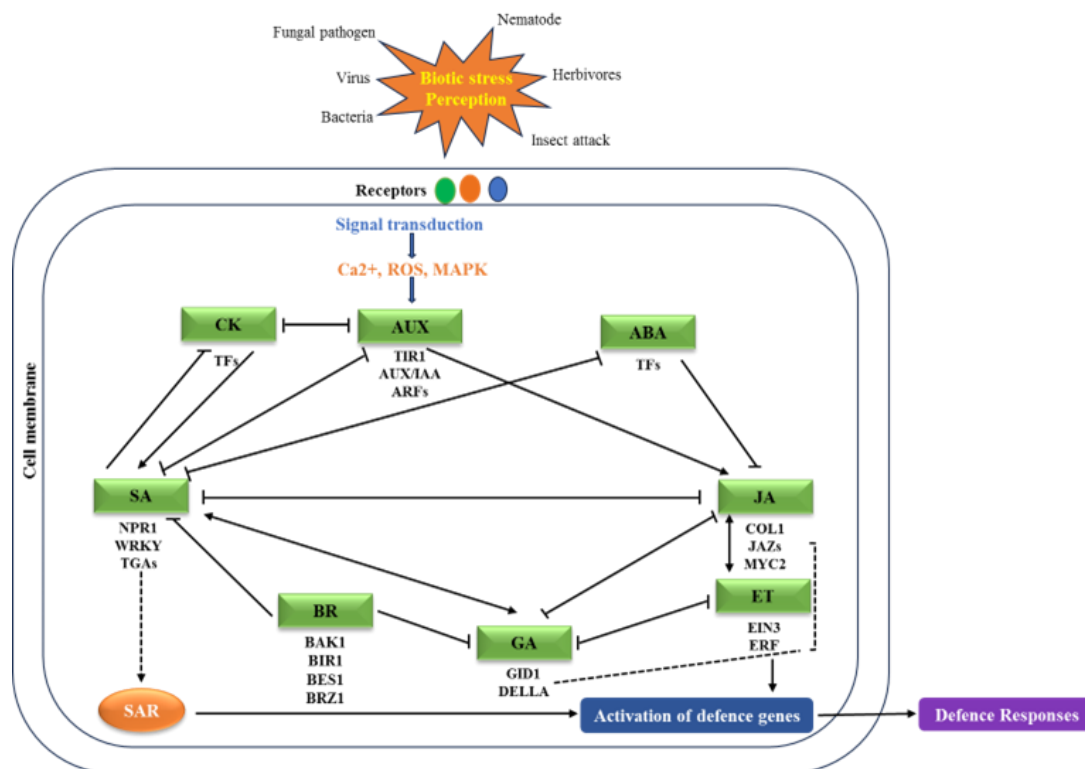 Nematode
Fungal pathogen
Virus
Biotic stress
Perception
Herbivores
Bacteria
Insect attack
Receptors
Signal transduction
Ca2+, ROS, MAPK
CK
AUX
ABA
TFs
TIR1
AUX/IAA
ARFs
TFs
Cell membrane
SA
JA
NPR1
WRKY
TGAs
COL1
JAZs
MYC2
BR
ET
BAK1
BIR1
BES1
BRZ1
GA
GID1
DELLA
EIN3
ERF
SAR
Activation of defence genes
Defence Responses